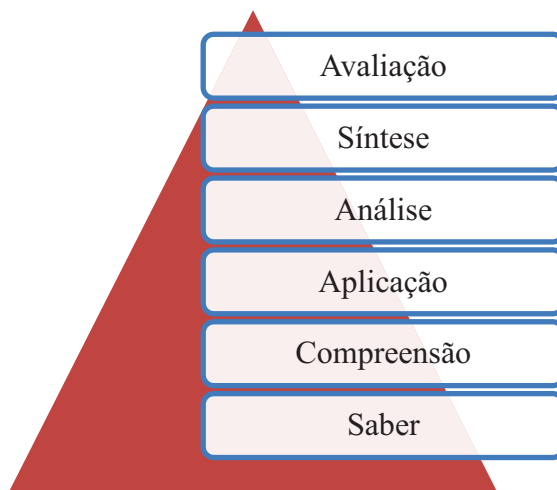 Avaliação
Síntese
Análise
Aplicação
Compreensão
Saber